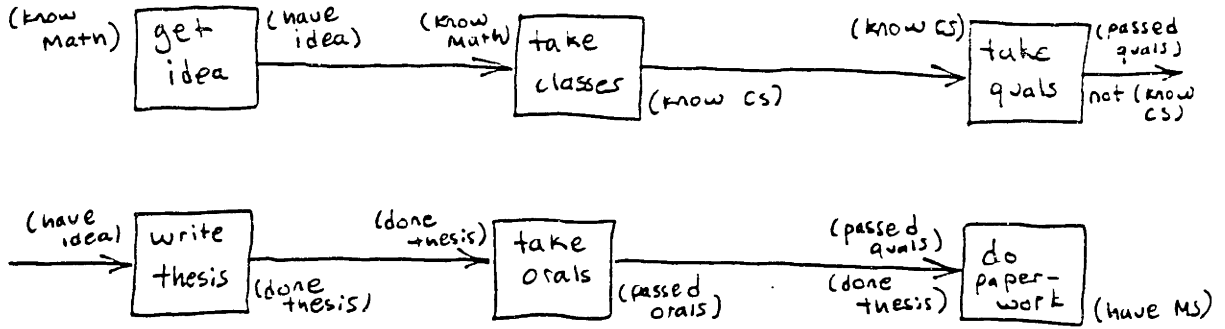 (know
math)
get
idea
(have
idea)
(know
math)
take
classes
(know CS)
(know CS)
take
quals
(passed
quals)
not (know
CS)
(have
idea)
write
thesis
(done
thesis)
(done
thesis)
take
orals
(passed
orals)
(passed
quals)
(done
thesis)
do
paper-
work
(have MS)